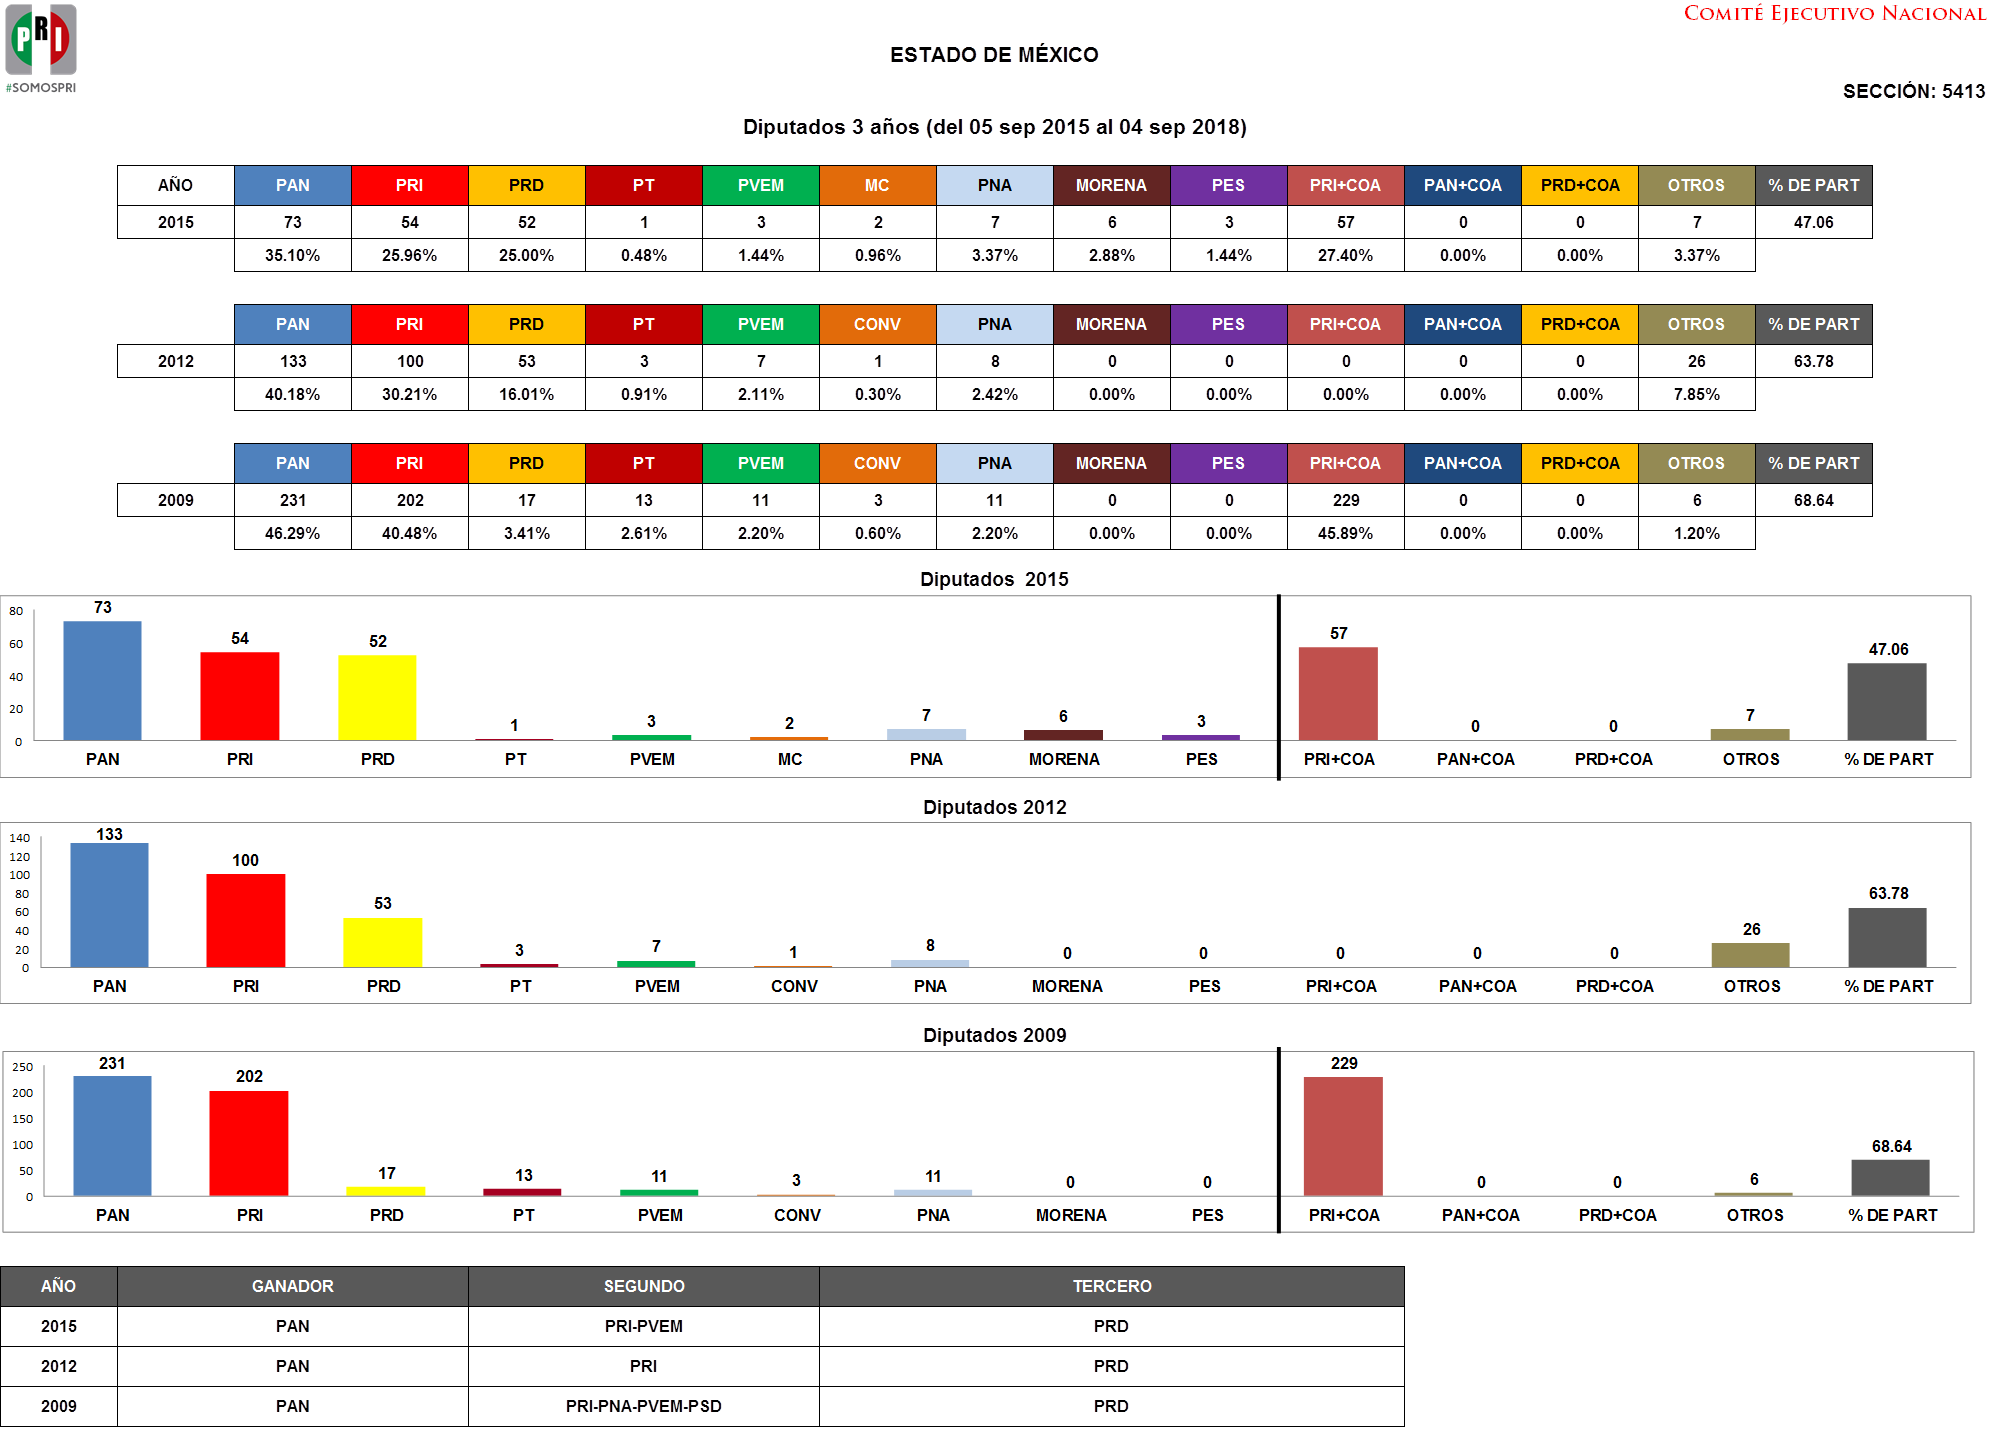 PRI
#SOMOSPRI
COMITÉ EJECUTIVO NACIONAL
ESTADO DE MÉXICO
SECCIÓN: 5413
Diputados 3 años (del 05 sep 2015 al 04 sep 2018)
AÑO PAN PRI PRD PT PVEM MC PNA MORENA PES PRI+COA PAN+COA PRD+COA OTROS % DE PART
2015 73 54 52 1 3 2 7 6 3 57 0 0 7 47.06
35.10% 25.96% 25.00% 0.48% 1.44% 0.96% 3.37% 2.88% 1.44% 27.40% 0.00% 0.00% 3.37%
PAN PRI PRD PT PVEM CONV PNA MORENA PES PRI+COA PAN+COA PRD+COA OTROS % DE PART
2012 133 100 53 3 7 1 8 0 0 0 0 0 26 63.78
40.18% 30.21% 16.01% 0.91% 2.11% 0.30% 2.42% 0.00% 0.00% 0.00% 0.00% 0.00% 7.85%
PAN PRI PRD PT PVEM CONV PNA MORENA PES PRI+COA PAN+COA PRD+COA OTROS % DE PART
2009 231 202 17 13 11 3 11 0 0 229 0 0 6 68.64
46.29% 40.48% 3.41% 2.61% 2.20% 0.60% 2.20% 0.00% 0.00% 45.89% 0.00% 0.00% 1.20%
Diputados 2015
80
60
40
20
0
73 54 52 1 3 2 7 6 3 57 0 0 7 47.06
PAN PRI PRD PT PVEM MC PNA MORENA PES PRI+COA PAN+COA PRD+COA OTROS % DE PART
Diputados 2012
140
120
100
80
60
40
20
0
133 100 53 3 7 1 8 0 0 0 0 0 26 63.78
PAN PRI PRD PT PVEM CONV PNA MORENA PES PRI+COA PAN+COA PRD+COA OTROS % DE PART
Diputados 2009
250
200
150
100
50
0
231 202 17 13 11 3 11 0 0 229 0 0 6 68.64
PAN PRI PRD PT PVEM CONV PNA MORENA PES PRI+COA PAN+COA PRD+COA OTROS % DE PART
AÑO GANADOR SEGUNDO TERCERO
2015 PAN PRI-PVEM PRD
2012 PAN PRI PRD
2009 PAN PRI-PNA-PVEM-PSD PRD